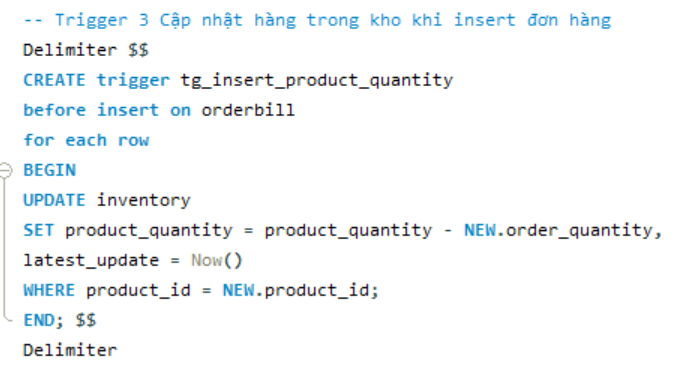 -- Trigger 3 Cập nhật hàng trong kho khi insert đơn hàng
Delimiter $$
CREATE trigger tg_insert_product_quantity
before insert on orderbill
for each row
BEGIN
UPDATE inventory
SET product_quantity = product_quantity - NEW.order_quantity,
latest_update = Now()
WHERE product_id = NEW.product_id;
END; $$
Delimiter